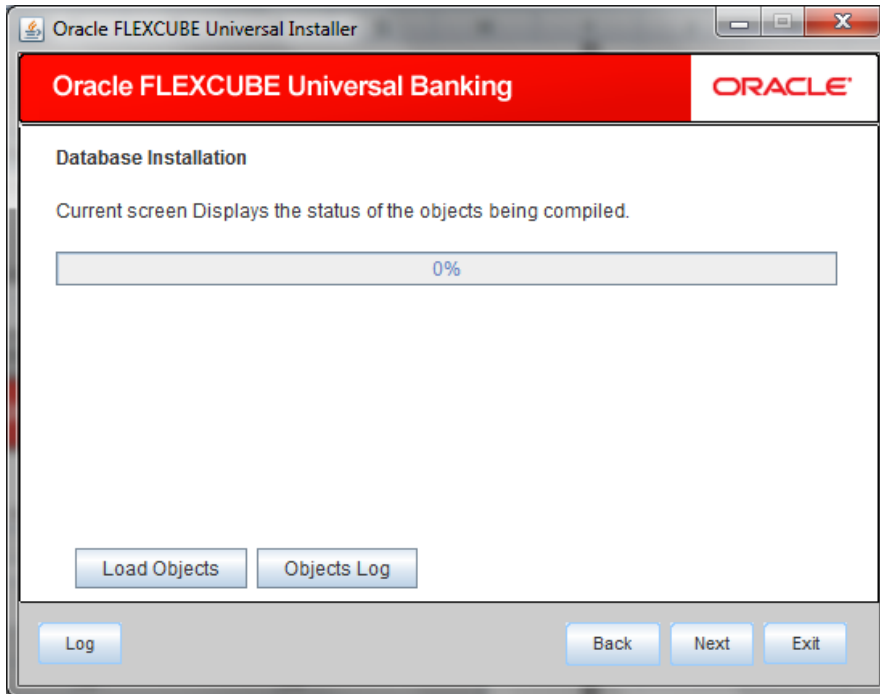 Oracle FLEXCUBE Universal Installer
Oracle FLEXCUBE Universal Banking
ORACLE
Database Installation
Current screen Displays the status of the objects being compiled.
0%
Load Objects
Objects Log
Log
Back
Next
Exit